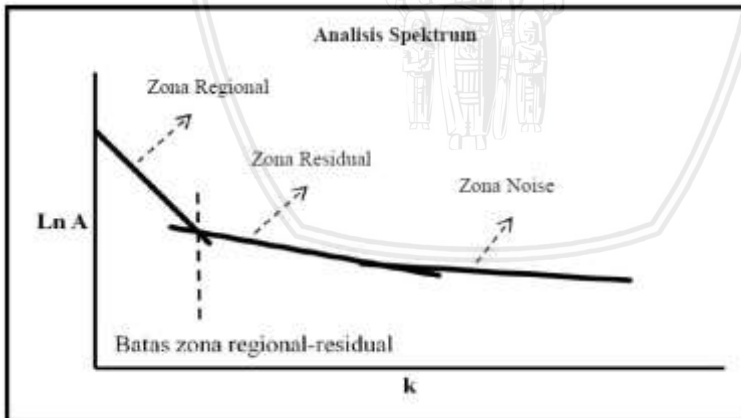 Analisis Spektrum
Zona Regional
Zona Residual
Zona Noise
Ln A
Batas zona regional-residual
k